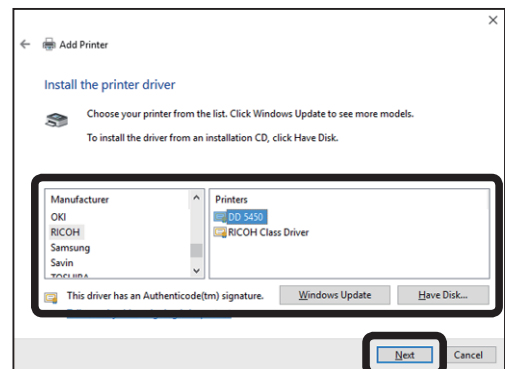 Add Printer
Install the printer driver
Choose your printer from the list. Click Windows Update to see more models.
To install the driver from an installation CD, click Have Disk.
Manufacturer
OKI
RICOH
Samsung
Savin
TOSHIBA
Printers
DD 5450
RICOH Class Driver
This driver has an Authenticode(tm) signature.
Windows Update
Have Disk...
Next
Cancel